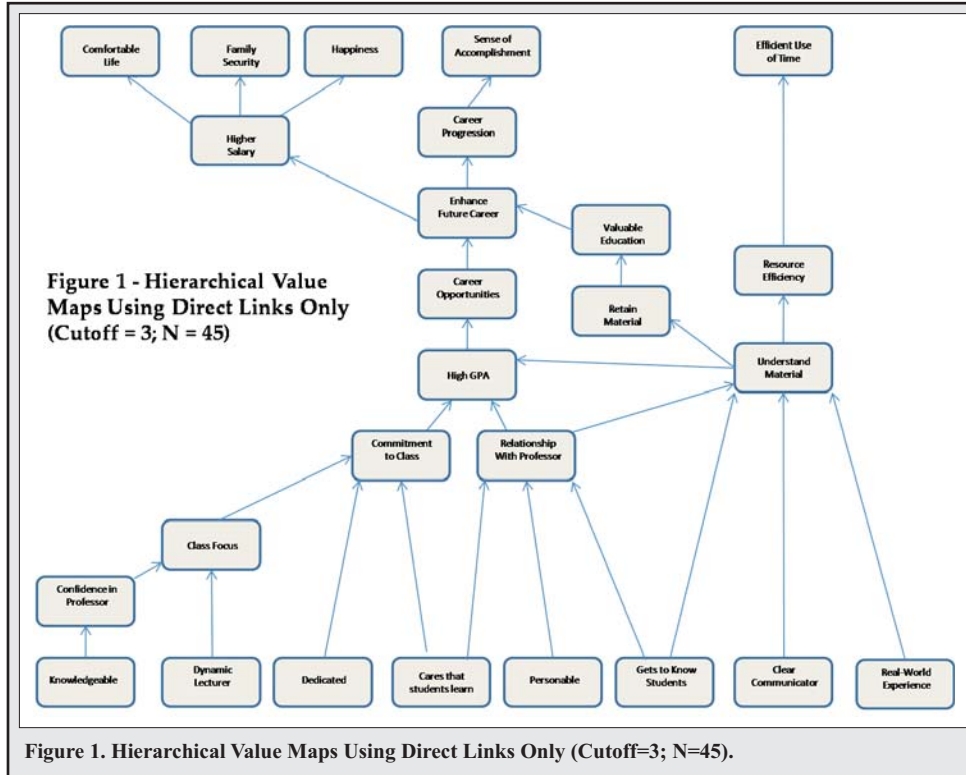 Comfortable
Life
Family
Security
Happiness
Sense of
Accomplishment
Efficient Use
of Time
Higher
Salary
Career
Progression
Enhance
Future Career
Valuable
Education
Figure 1 - Hierarchical Value
Maps Using Direct Links Only
(Cutoff = 3; N = 45)
Career
Opportunities
Retain
Material
Resource
Efficiency
High GPA
Understand
Material
Commitment
to Class
Relationship
With Professor
Class Focus
Confidence in
Professor
Knowledgeable
Dynamic
Lecturer
Dedicated
Cares that
students learn
Personable
Gets to Know
Students
Clear
Communicator
Real-World
Experience
Figure 1. Hierarchical Value Maps Using Direct Links Only (Cutoff=3; N=45).